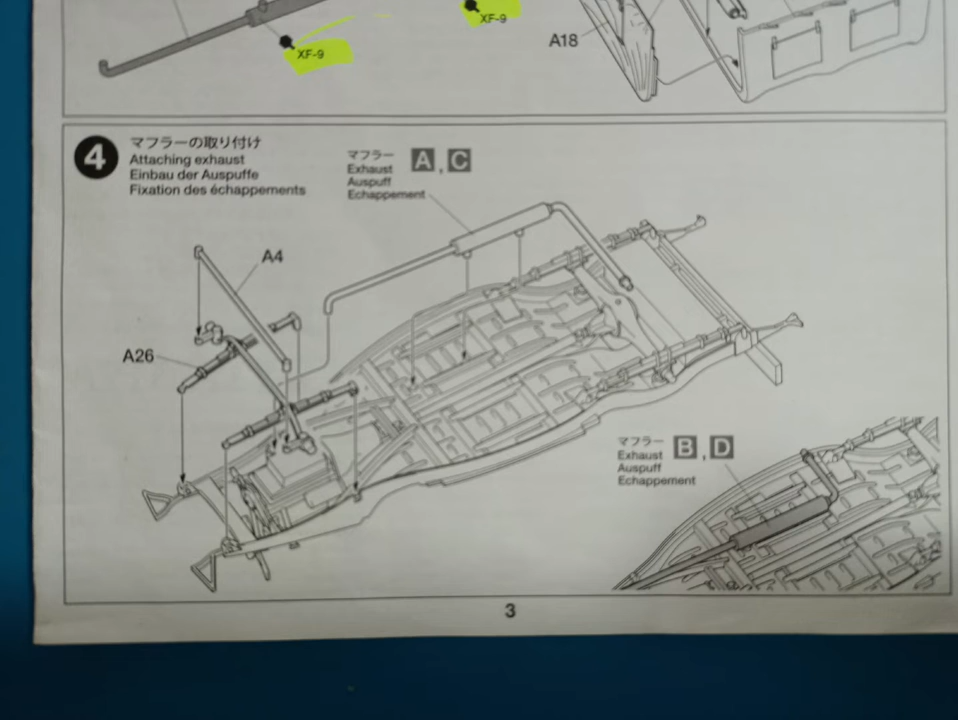 XF-9
XF-9
A18
4
マフラーの取り付け
Attaching exhaust
Einbau der Auspuffe
Fixation des échappements
マフラー
Exhaust
Auspuff
Echappement
A, C
A4
A26
マフラー
Exhaust
Auspuff
Echappement
B, D
3